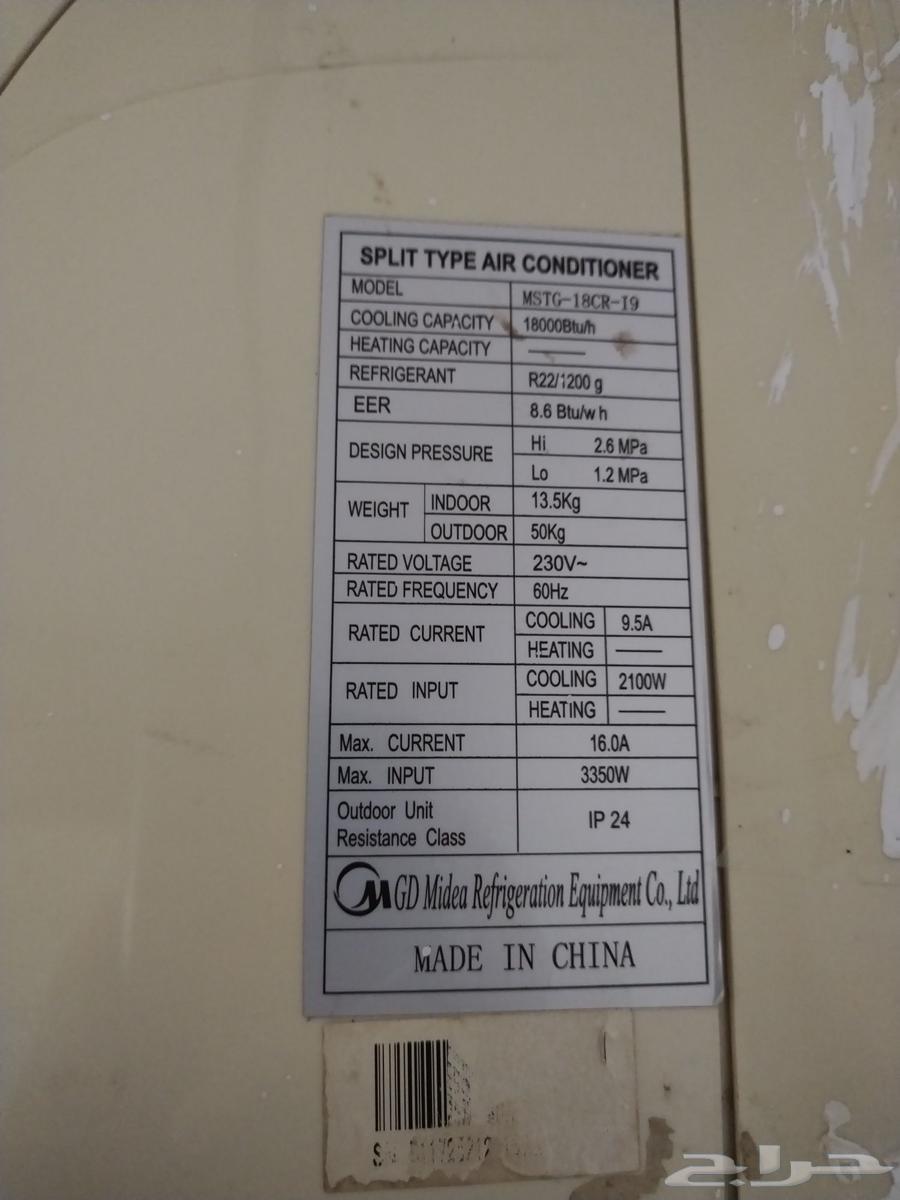 SPLIT TYPE AIR CONDITIONER
MODEL MSTG-18CR-I9
COOLING CAPACITY 18000Btu/h
HEATING CAPACITY ——
REFRIGERANT R22/1200 g
EER 8.6 Btu/w h
DESIGN PRESSURE Hi 2.6 MPa
Lo 1.2 MPa
WEIGHT INDOOR 13.5Kg
OUTDOOR 50Kg
RATED VOLTAGE 230V~
RATED FREQUENCY 60Hz
RATED CURRENT COOLING 9.5A
HEATING ——
RATED INPUT COOLING 2100W
HEATING ——
Max. CURRENT 16.0A
Max. INPUT 3350W
Outdoor Unit
Resistance Class IP 24
GD Midea Refrigeration Equipment Co., Ltd
MADE IN CHINA
حراج